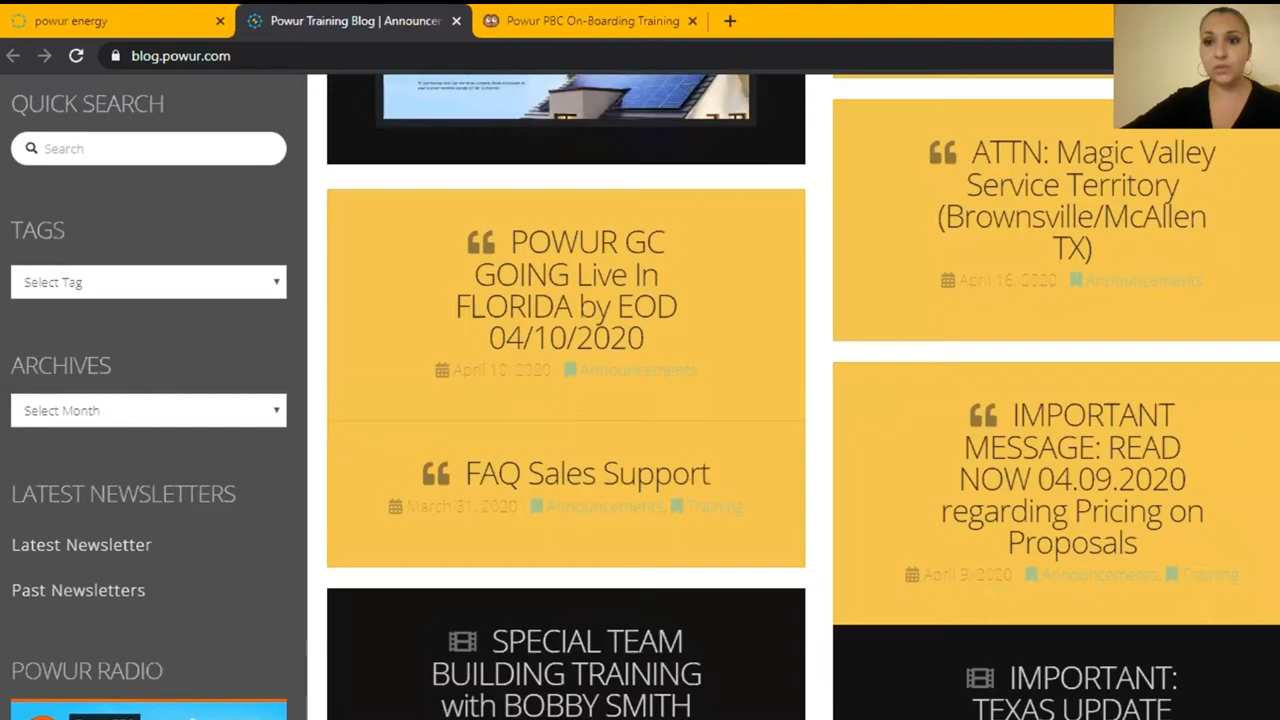 powur energy
Powur Training Blog | Announcer
Powur PBC On-Boarding Training
blog.powur.com
QUICK SEARCH
Search
TAGS
Select Tag
ARCHIVES
Select Month
LATEST NEWSLETTERS
Latest Newsletter
Past Newsletters
POWUR RADIO
POWUR GC
GOING Live In
FLORIDA by EOD
04/10/2020
April 10, 2020 Announcements
FAQ Sales Support
March 31, 2020 Announcements, Training
SPECIAL TEAM
BUILDING TRAINING
with BOBBY SMITH
ATTN: Magic Valley
Service Territory
(Brownsville/McAllen
TX)
April 16, 2020 Announcements
IMPORTANT
MESSAGE: READ
NOW 04.09.2020
regarding Pricing on
Proposals
April 9, 2020 Announcements, Training
IMPORTANT:
TEXAS UPDATE